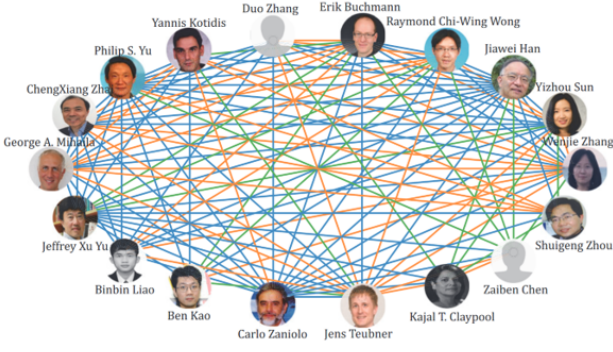 Duo Zhang
Erik Buchmann
Yannis Kotidis
Raymond Chi-Wing Wong
Philip S. Yu
Jiawei Han
ChengXiang Zhai
Yizhou Sun
George A. Mihaila
Wenjie Zhang
Jeffrey Xu Yu
Shuigeng Zhou
Binbin Liao
Zaiben Chen
Ben Kao
Kajal T. Claypool
Carlo Zaniolo
Jens Teubner